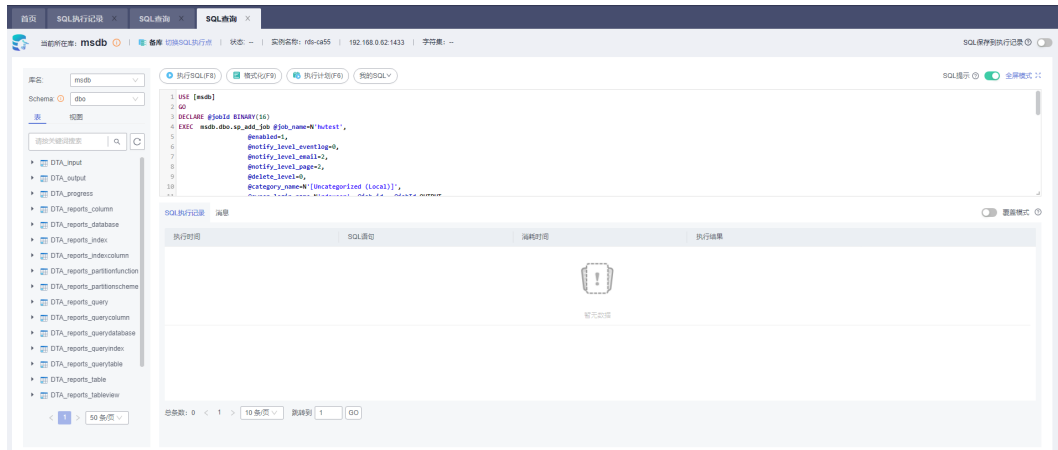 首页 SQL执行记录 × SQL查询 × SQL查询 ×
当前所在库: msdb | 备库 切换SQL执行点 | 状态: -- | 实例名称: rds-ca55 | 192.168.0.62:1433 | 字符集: -- SQL保存到执行记录
库名: msdb
Schema: dbo
表 视图
请按关键词搜索
DTA_input
DTA_output
DTA_progress
DTA_reports_column
DTA_reports_database
DTA_reports_index
DTA_reports_indexcolumn
DTA_reports_partitionfunction
DTA_reports_partitionscheme
DTA_reports_query
DTA_reports_querycolumn
DTA_reports_querydatabase
DTA_reports_queryindex
DTA_reports_querytable
DTA_reports_table
DTA_reports_tableview
< 1 > 50 条/页
执行SQL(F8) 格式化(F9) 执行计划(F6) 我的SQL SQL提示 全屏模式
1 USE [msdb]
2 GO
3 DECLARE @jobId BINARY(16)
4 EXEC msdb.dbo.sp_add_job @job_name=N'hutest',
5 @enabled=1,
6 @notify_level_eventlog=0,
7 @notify_level_email=2,
8 @notify_level_page=2,
9 @delete_level=0,
10 @category_name=N'[Uncategorized (Local)]',
SQL执行记录 消息 覆盖模式
执行时间 SQL语句 消耗时间 执行结果
暂无数据
总条数: 0 < 1 > 10 条/页 跳转到 1 GO